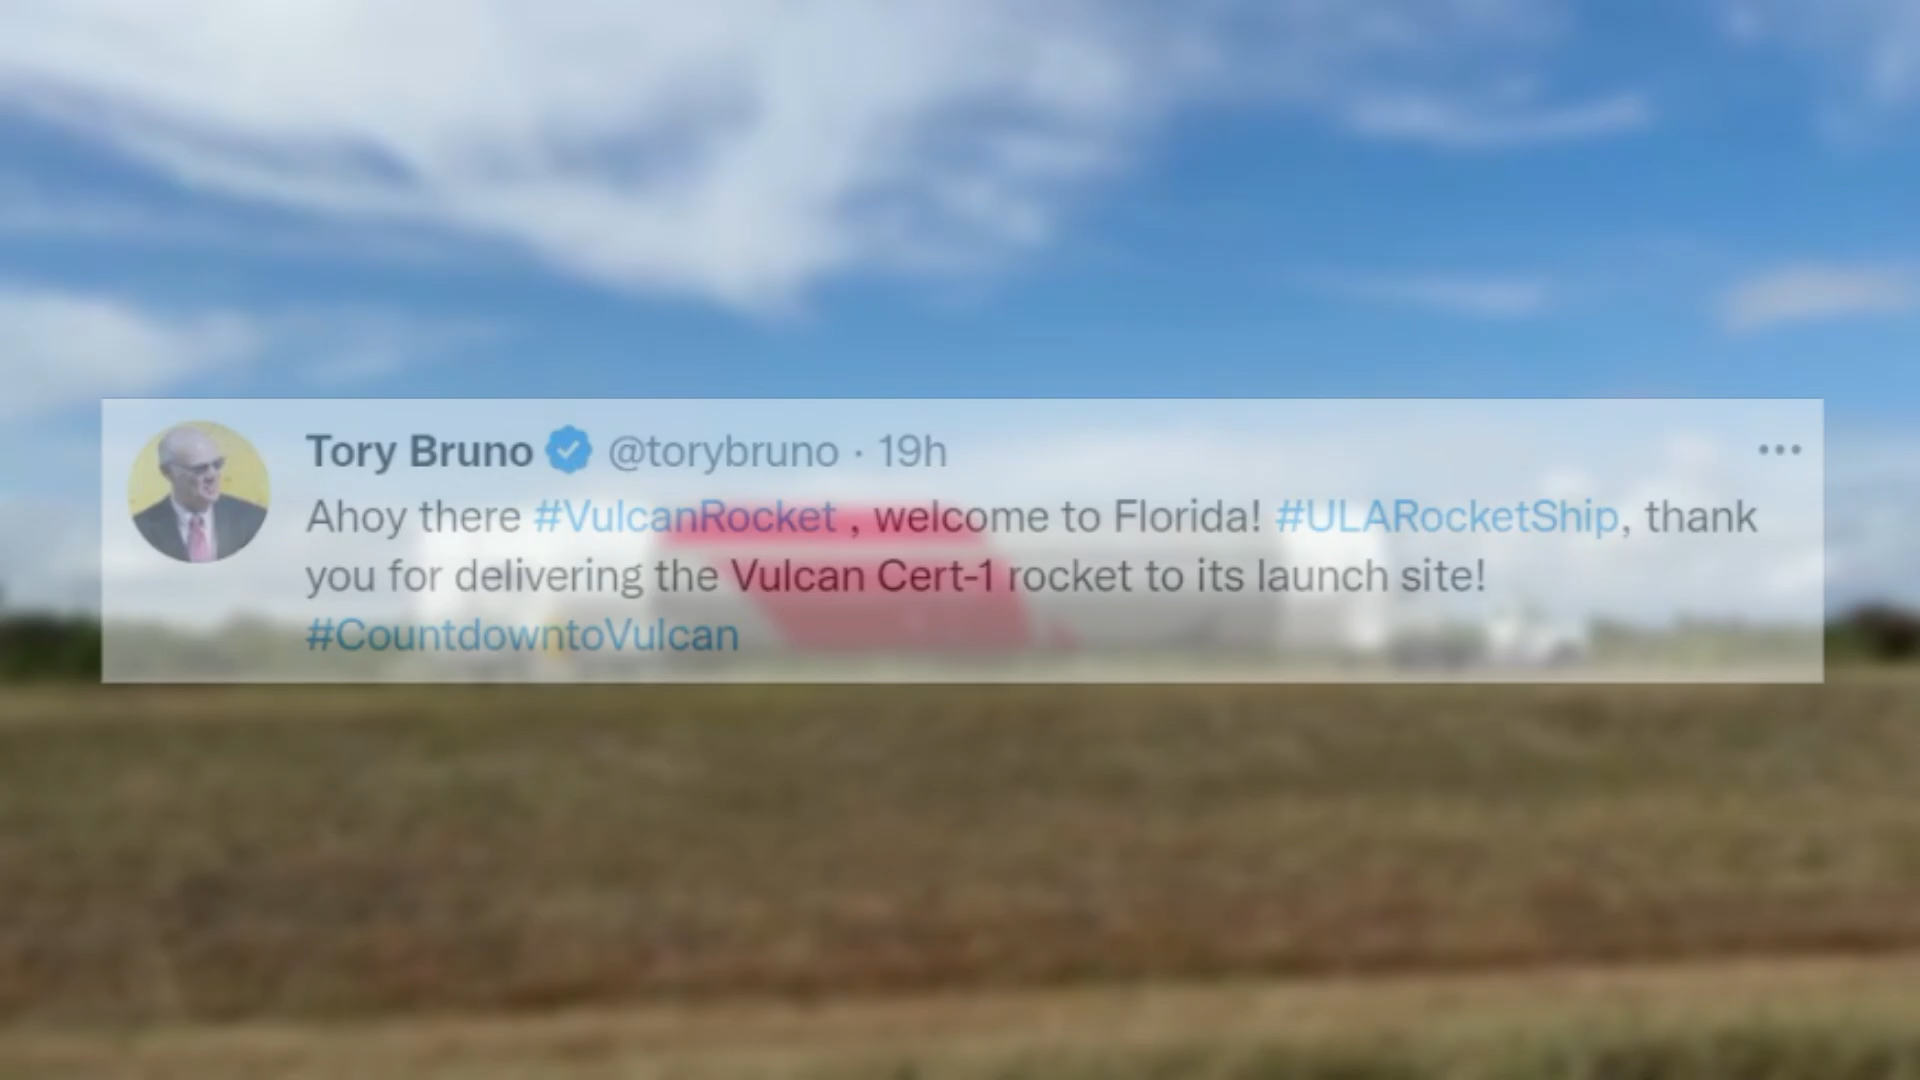 Tory Bruno @torybruno · 19h
Ahoy there #VulcanRocket , welcome to Florida! #ULARocketShip, thank
you for delivering the Vulcan Cert-1 rocket to its launch site!
#CountdowntoVulcan